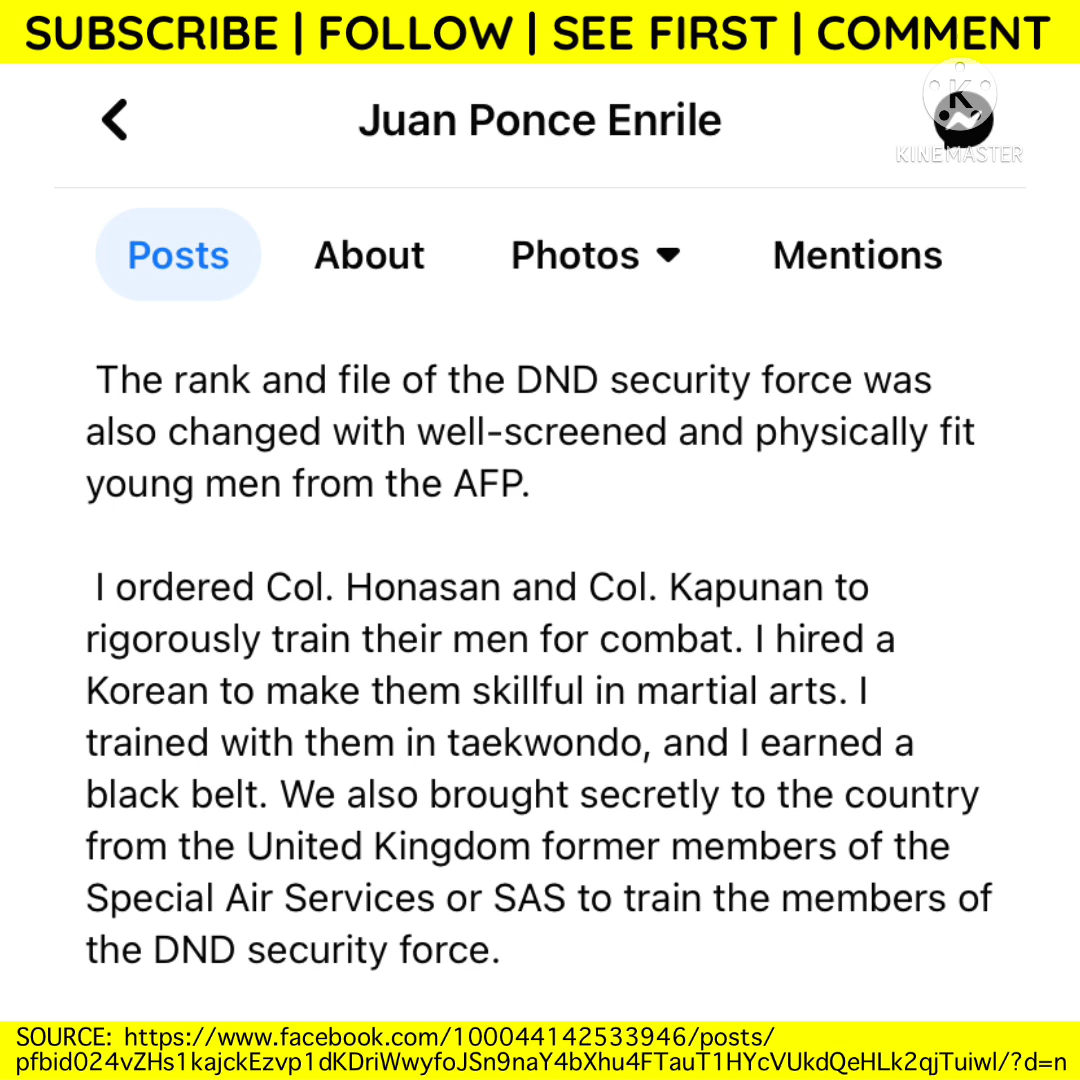 SUBSCRIBE | FOLLOW | SEE FIRST | COMMENT
Juan Ponce Enrile
K
KINEMASTER
Posts About Photos Mentions
The rank and file of the DND security force was
also changed with well-screened and physically fit
young men from the AFP.
I ordered Col. Honasan and Col. Kapunan to
rigorously train their men for combat. I hired a
Korean to make them skillful in martial arts. I
trained with them in taekwondo, and I earned a
black belt. We also brought secretly to the country
from the United Kingdom former members of the
Special Air Services or SAS to train the members of
the DND security force.
SOURCE: https://www.facebook.com/100044142533946/posts/
pfbid024vZHs1kajckEzvp1dKDriWwyfoJSn9naY4bXhu4FTauT1HYcVUkdQeHLk2qjTuiwl/?d=n